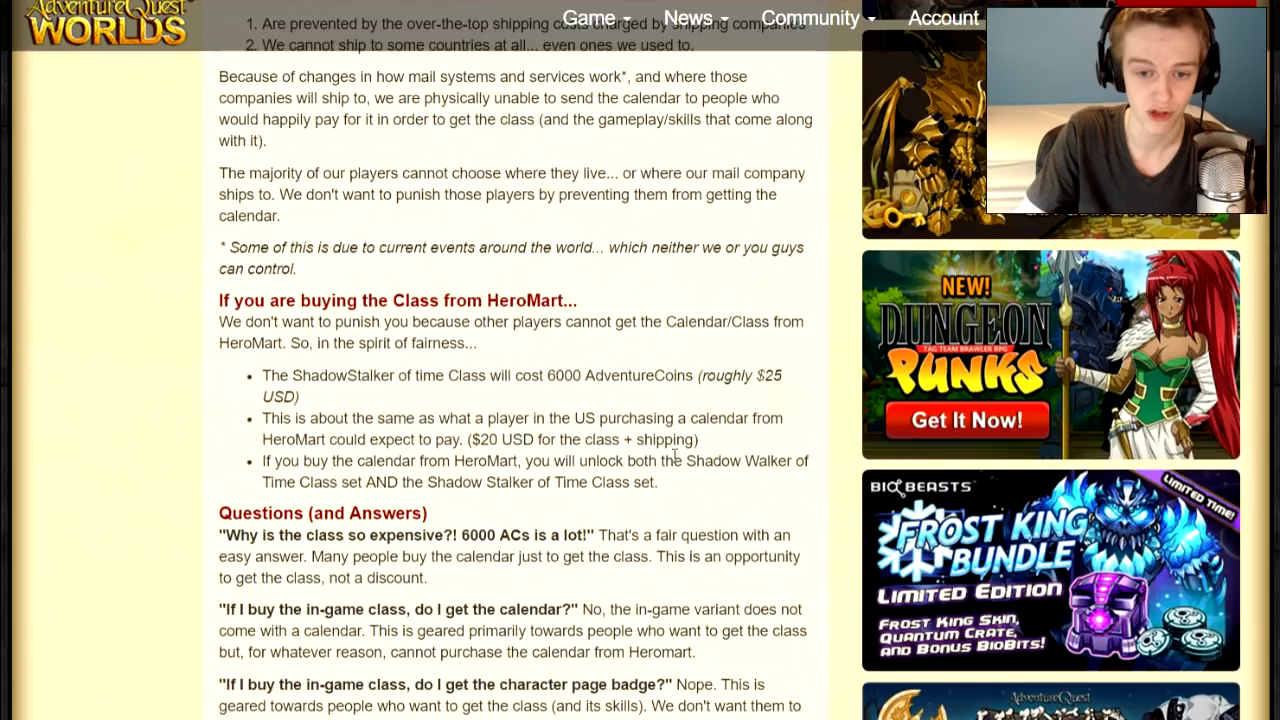 AdventureQuest
WORLDS
Game News Community Account
1. Are prevented by the over-the-top shipping costs charged by shipping companies
2. We cannot ship to some countries at all... even ones we used to.
Because of changes in how mail systems and services work*, and where those
companies will ship to, we are physically unable to send the calendar to people who
would happily pay for it in order to get the class (and the gameplay/skills that come along
with it).
The majority of our players cannot choose where they live... or where our mail company
ships to. We don't want to punish those players by preventing them from getting the
calendar.
* Some of this is due to current events around the world... which neither we or you guys
can control.
If you are buying the Class from HeroMart...
We don't want to punish you because other players cannot get the Calendar/Class from
HeroMart. So, in the spirit of fairness...
• The ShadowStalker of time Class will cost 6000 AdventureCoins (roughly $25
USD)
• This is about the same as what a player in the US purchasing a calendar from
HeroMart could expect to pay. ($20 USD for the class + shipping)
• If you buy the calendar from HeroMart, you will unlock both the Shadow Walker of
Time Class set AND the Shadow Stalker of Time Class set.
Questions (and Answers)
"Why is the class so expensive?! 6000 ACs is a lot!" That's a fair question with an
easy answer. Many people buy the calendar just to get the class. This is an opportunity
to get the class, not a discount.
"If I buy the in-game class, do I get the calendar?" No, the in-game variant does not
come with a calendar. This is geared primarily towards people who want to get the class
but, for whatever reason, cannot purchase the calendar from Heromart.
"If I buy the in-game class, do I get the character page badge?" Nope. This is
geared towards people who want to get the class (and its skills). We don't want them to
NEW!
DUNGEON
TAG TEAM BRAWLER RPG
PUNKS
Get It Now!
BIOBEASTS
LIMITED TIME!
FROST KING
BUNDLE
LIMITED EDITION
FROST KING SKIN,
QUANTUM CRATE,
AND BONUS BIOBITS!
AdventureQuest